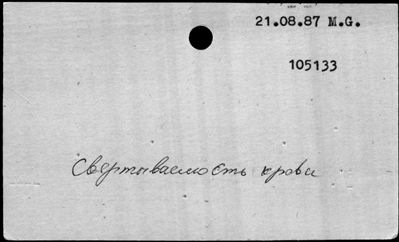 21.08.87 M.G.
105133
Свертываемость крови